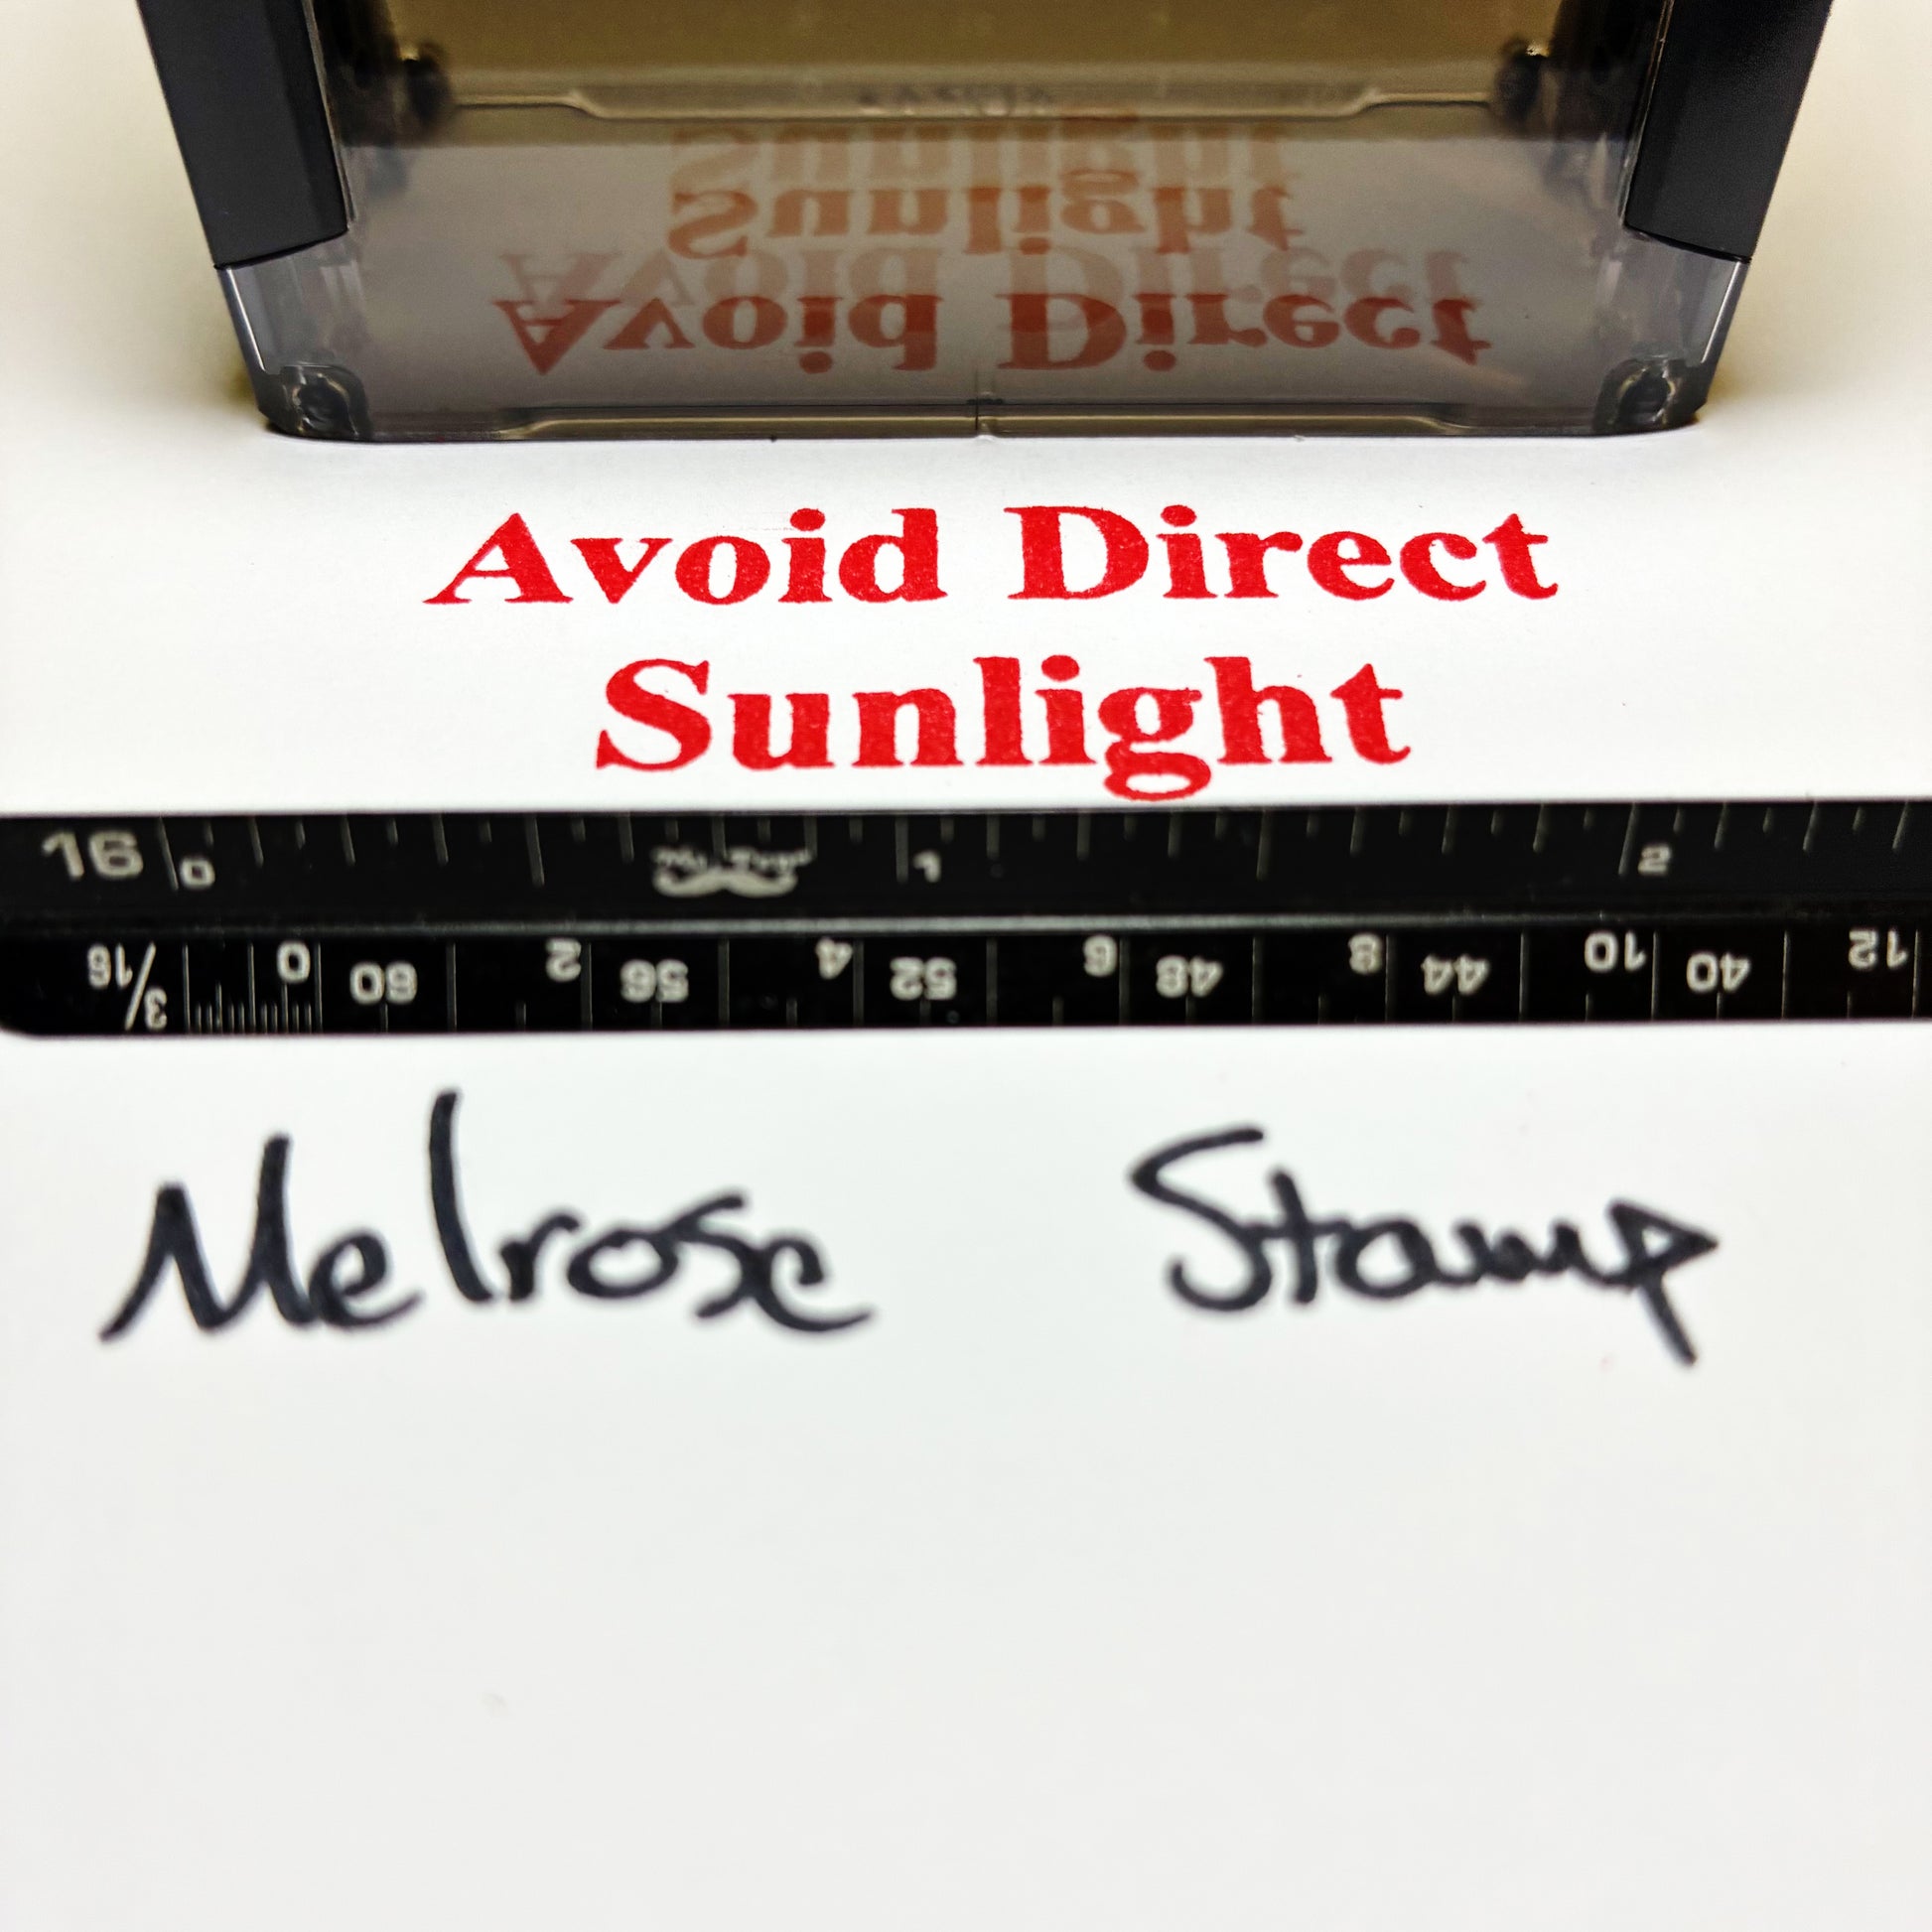 Avoid Direct
Sunlight
16 0 1 2
3/16 0 60 2 56 4 52 6 48 8 44 10 40 12
Melrose Stamp